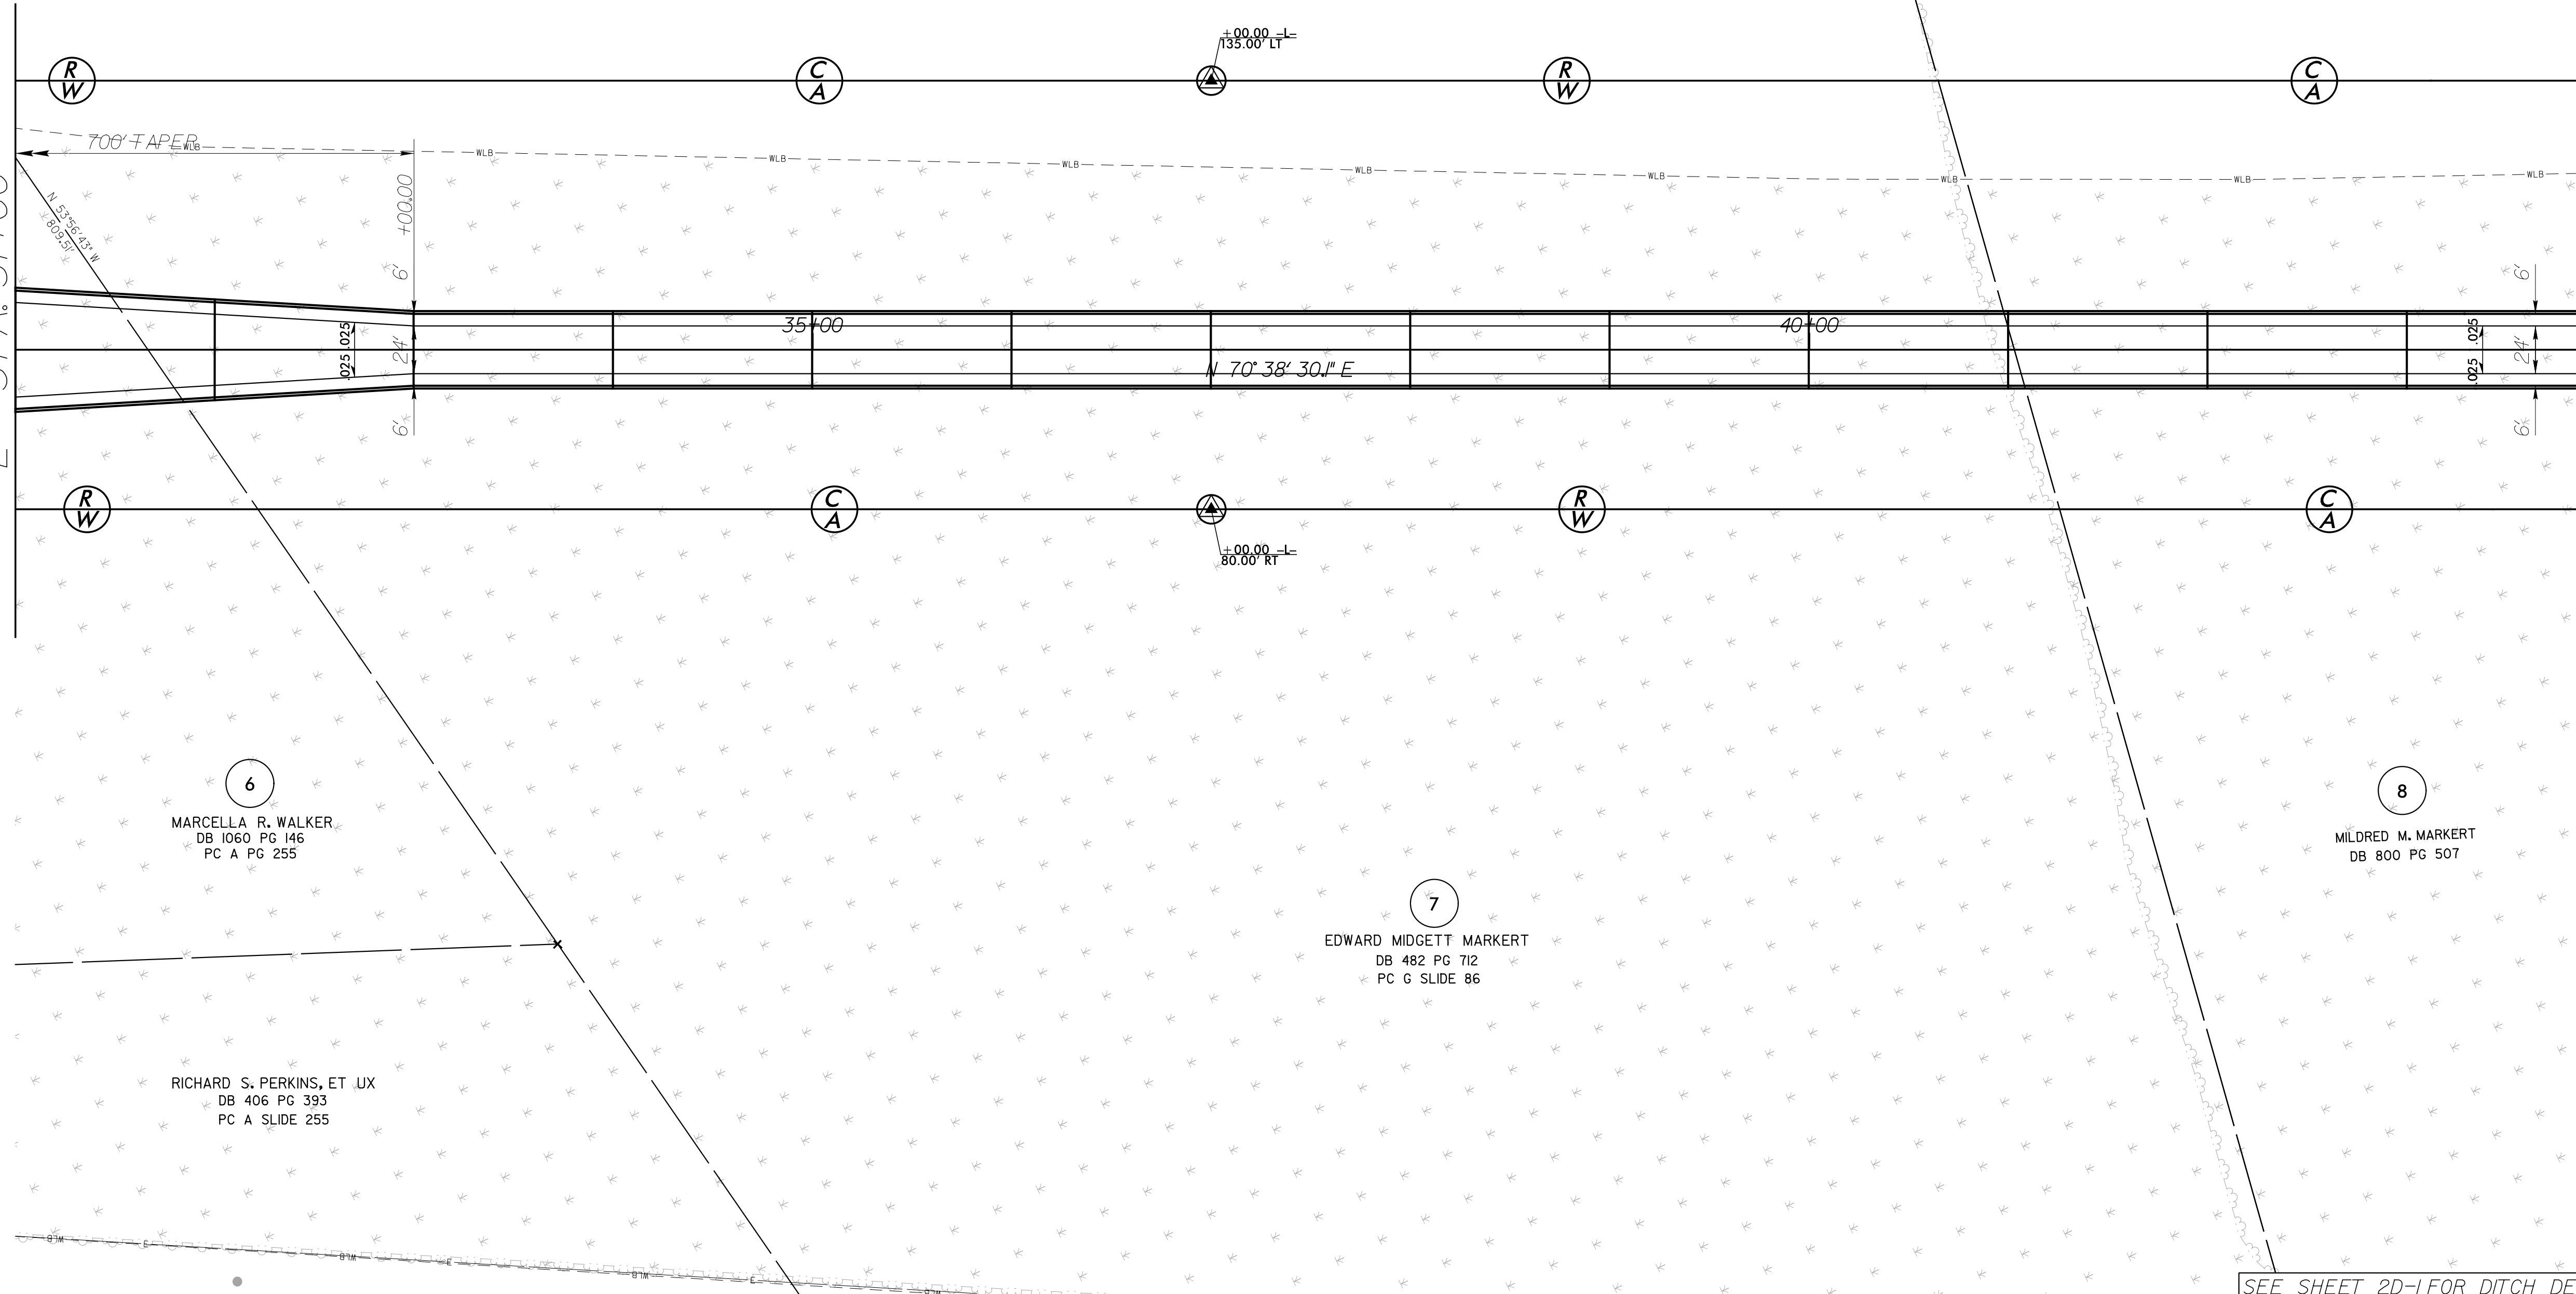 +00.00 -L-
135.00' LT
R
W
C
A
R
W
C
A
700' TAPER
WLB
WLB
WLB
WLB
WLB
WLB
WLB
WLB
WLB
N 53°56'43" W
809.51'
+00.00
6'
6'
.025
.025
24'
35+00
40+00
.025
.025
24'
N 70° 38' 30.1" E
6'
6'
R
W
C
A
R
W
C
A
+00.00 -L-
80.00' RT
6
MARCELLA R. WALKER
DB 1060 PG 146
PC A PG 255
8
MILDRED M. MARKERT
DB 800 PG 507
7
EDWARD MIDGETT MARKERT
DB 482 PG 712
PC G SLIDE 86
RICHARD S. PERKINS, ET UX
DB 406 PG 393
PC A SLIDE 255
WLB
E
WLB
E
WLB
E
WLB
SEE SHEET 2D-1 FOR DITCH DE